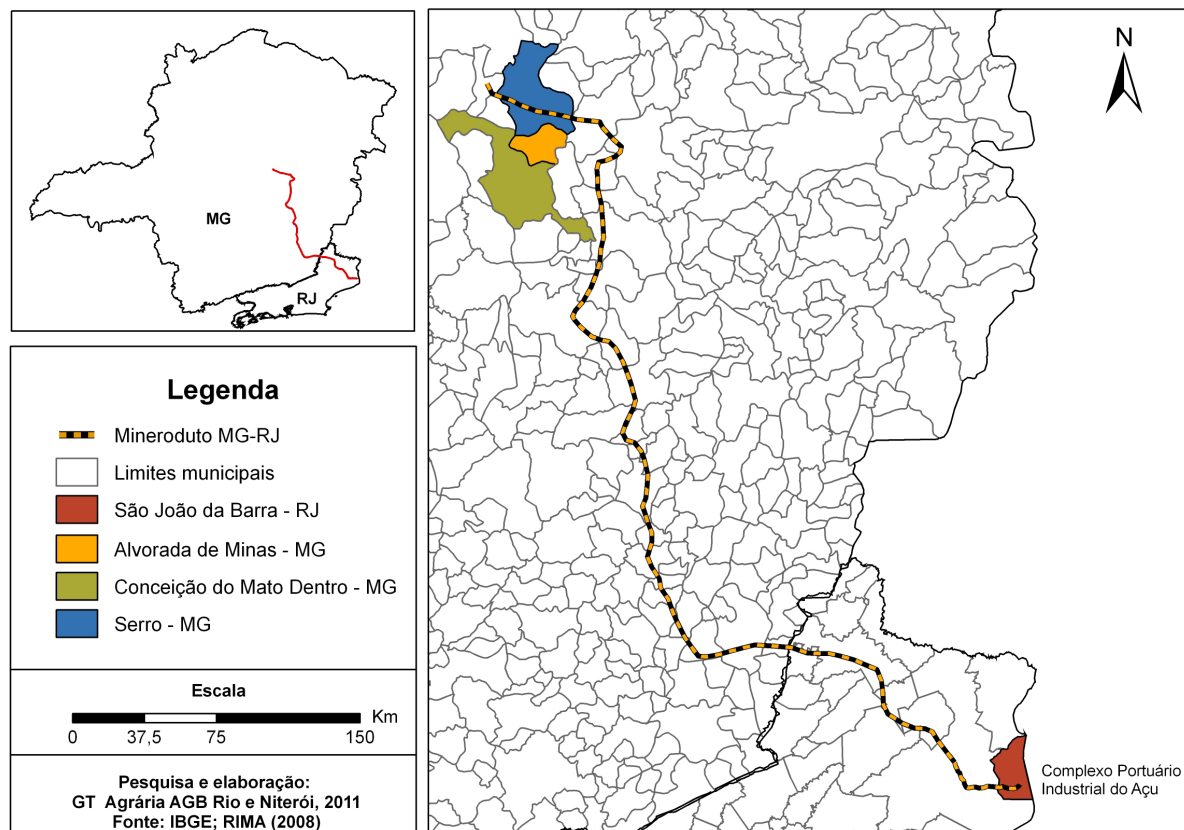 MG
RJ
Legenda
Mineroduto MG-RJ
Limites municipais
São João da Barra - RJ
Alvorada de Minas - MG
Conceição do Mato Dentro - MG
Serro - MG
Escala
Km
0 37,5 75 150
Pesquisa e elaboração:
GT Agrária AGB Rio e Niterói, 2011
Fonte: IBGE; RIMA (2008)
N
Complexo Portuário
Industrial do Açu